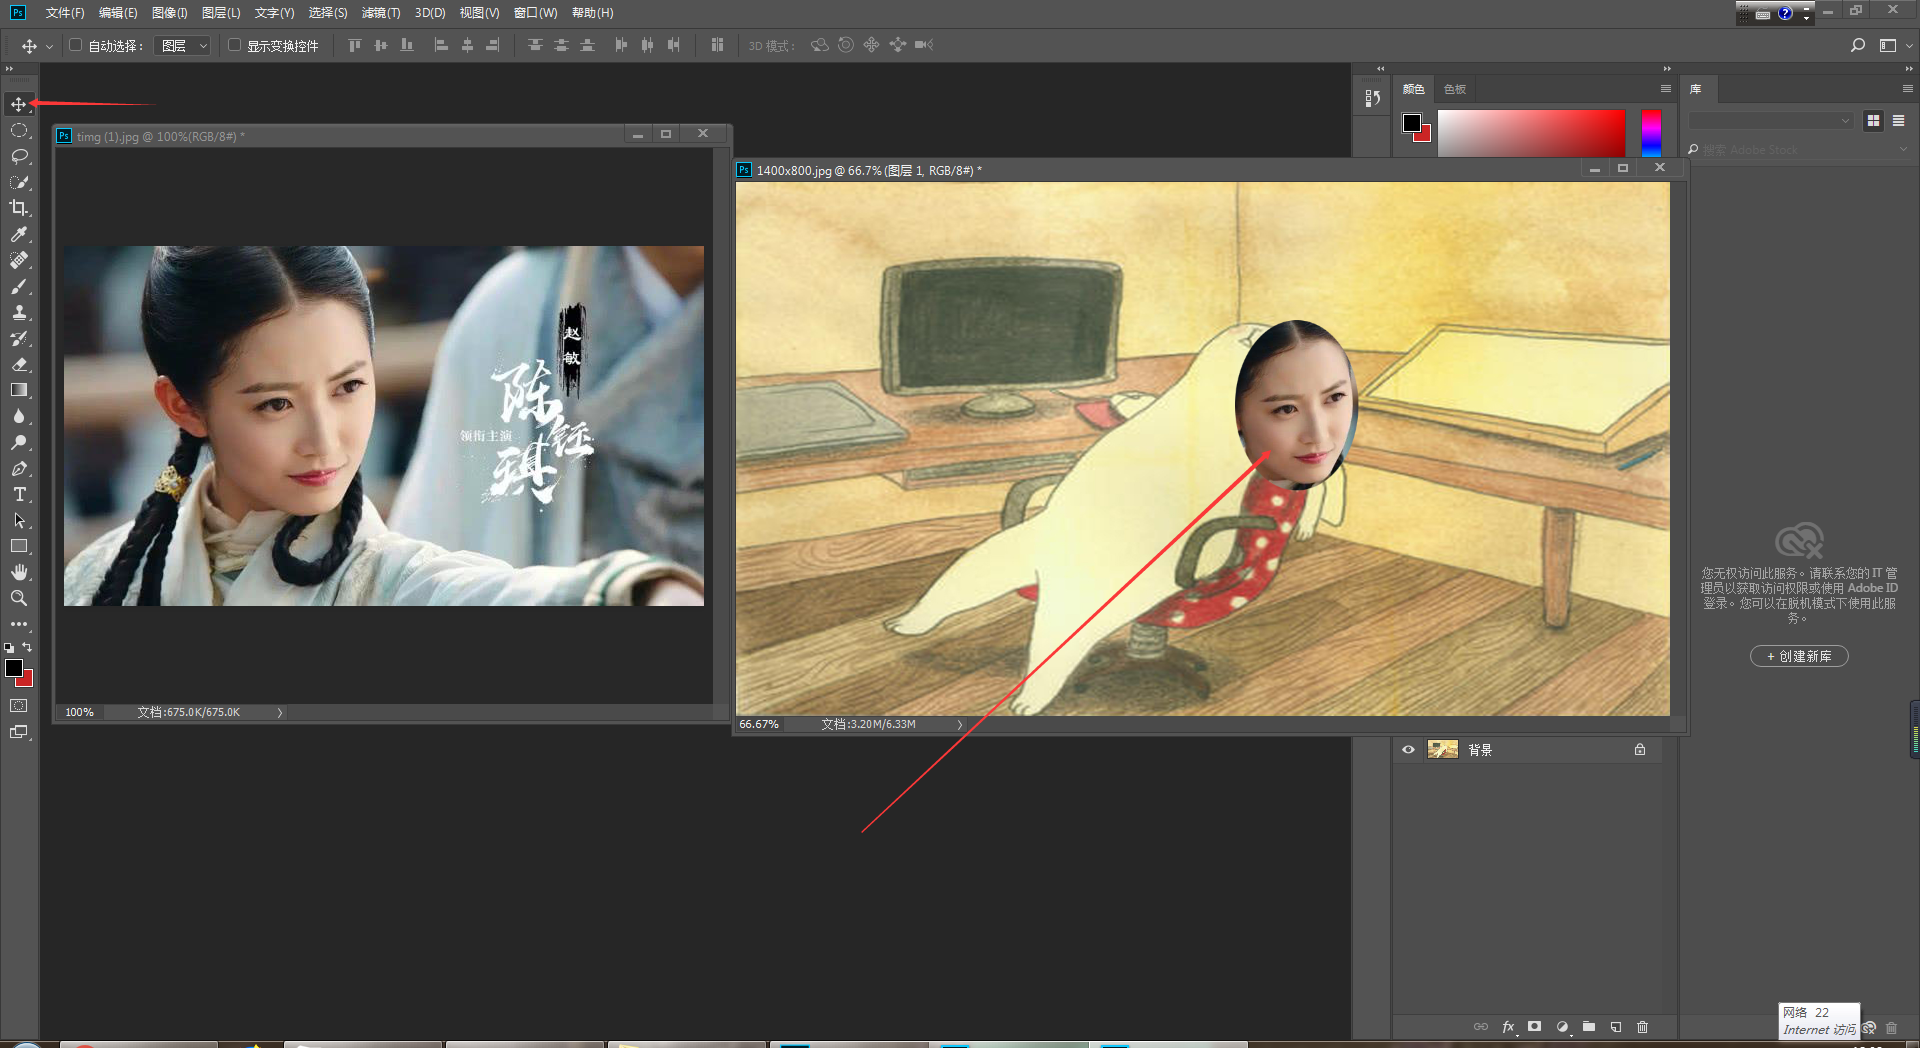 Ps 文件(F) 编辑(E) 图像(I) 图层(L) 文字(Y) 选择(S) 滤镜(T) 3D(D) 视图(V) 窗口(W) 帮助(H)
自动选择： 图层 显示变换控件 3D 模式：
颜色 色板 库
搜索 Adobe Stock
Ps timg (1).jpg @ 100%(RGB/8#) *
Ps 1400x800.jpg @ 66.7% (图层 1, RGB/8#) *
赵敏
陈钰琪
领衔主演
T
100% 文档:675.0K/675.0K
66.67% 文档:3.20M/6.33M
背景
您无权访问此服务。请联系您的 IT 管
理员以获取访问权限或使用 Adobe ID
登录。您可以在脱机模式下使用此服
务。
+ 创建新库
fx
网络 22
Internet 访问